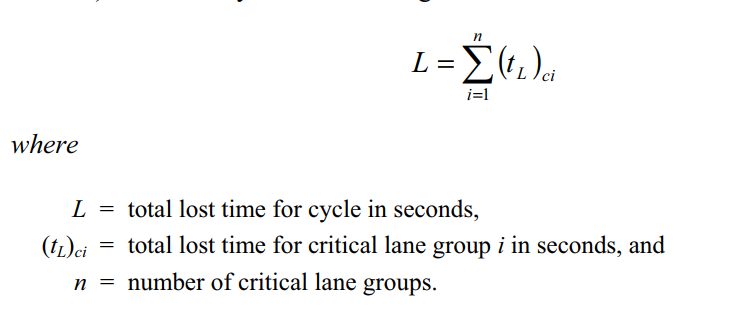 L = ∑ⁿᵢ₌₁ (t_L)_ci
where
L = total lost time for cycle in seconds,
(t_L)_ci = total lost time for critical lane group i in seconds, and
n = number of critical lane groups.